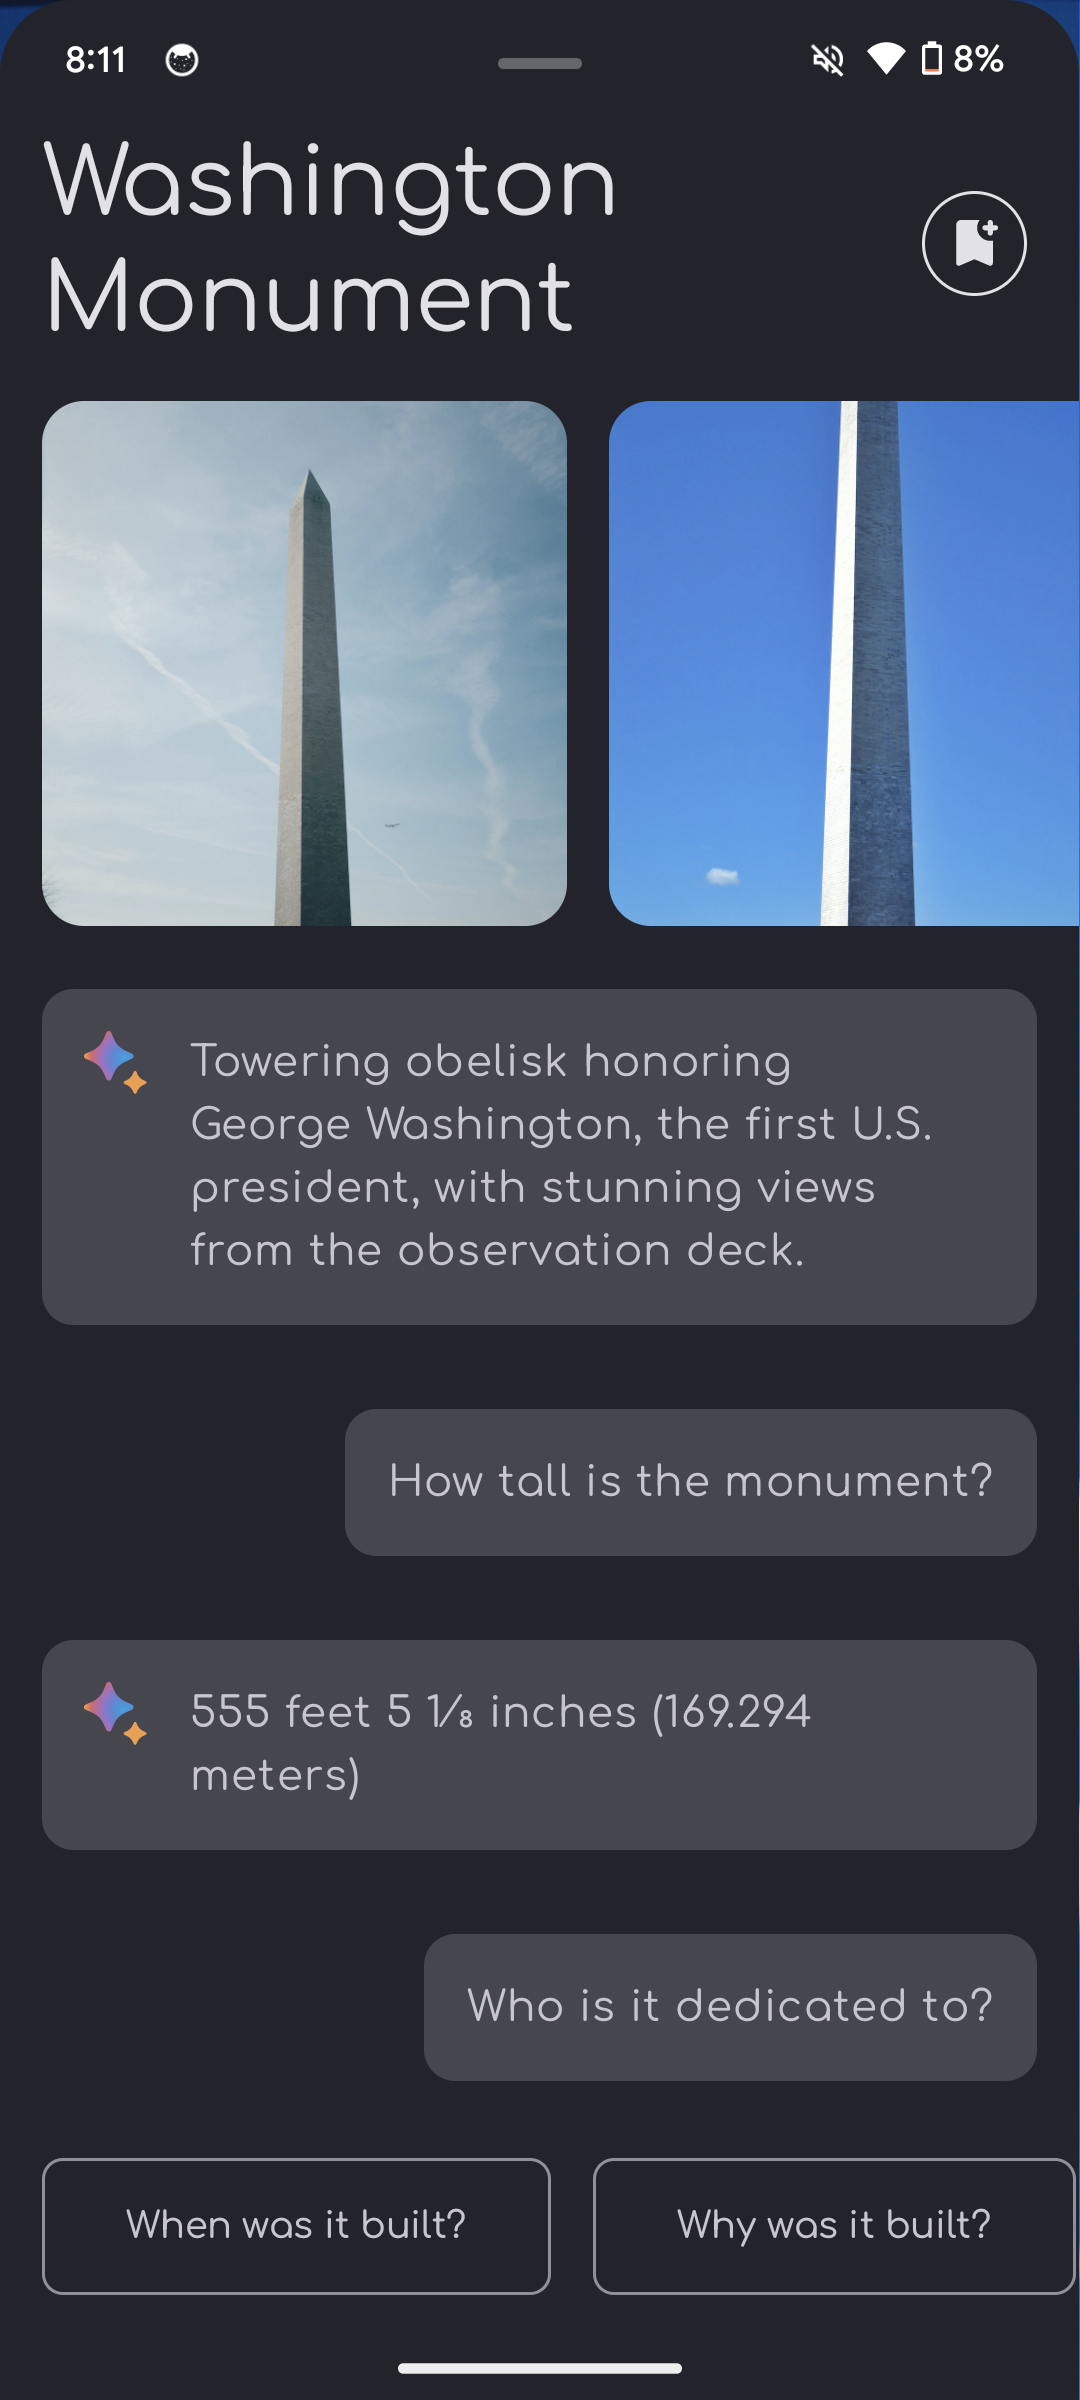 8:11
8%
Washington
Monument
Towering obelisk honoring
George Washington, the first U.S.
president, with stunning views
from the observation deck.
How tall is the monument?
555 feet 5 1⁄₈ inches (169.294
meters)
Who is it dedicated to?
When was it built?
Why was it built?